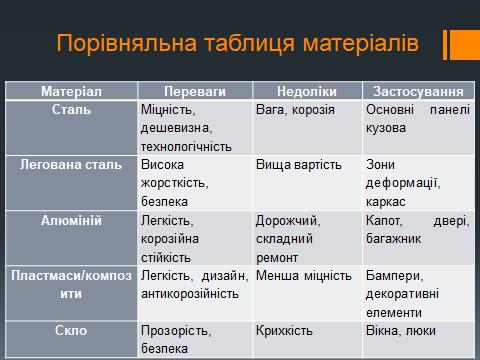 Порівняльна таблиця матеріалів
Матеріал Переваги Недоліки Застосування
Сталь Міцність, дешевизна, технологічність Вага, корозія Основні панелі кузова
Легована сталь Висока жорсткість, безпека Вища вартість Зони деформації, каркас
Алюміній Легкість, корозійна стійкість Дорожчий, складний ремонт Капот, двері, багажник
Пластмаси/композити Легкість, дизайн, антикорозійність Менша міцність Бампери, декоративні елементи
Скло Прозорість, безпека Крихкість Вікна, люки